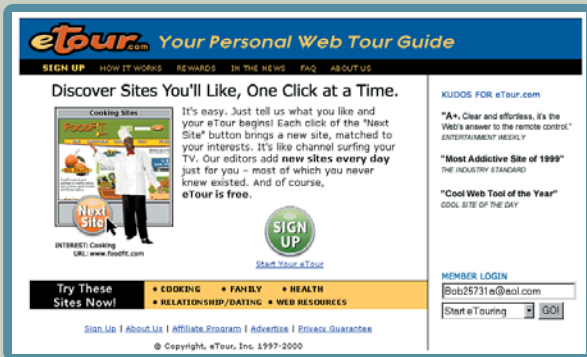 eTour.com Your Personal Web Tour Guide
SIGN UP HOW IT WORKS REWARDS IN THE NEWS FAQ ABOUT US
Discover Sites You'll Like, One Click at a Time.
Cooking Sites
FOODFIT
Next
Site
INTEREST: Cooking
URL: www.foodfit.com
It's easy. Just tell us what you like and
your eTour begins! Each click of the "Next
Site" button brings a new site, matched to
your interests. It's like channel surfing your
TV. Our editors add new sites every day
just for you – most of which you never
knew existed. And of course,
eTour is free.
SIGN
UP
Start Your eTour
KUDOS FOR eTour.com
"A+. Clear and effortless, it's the
Web's answer to the remote control."
ENTERTAINMENT WEEKLY
"Most Addictive Site of 1999"
THE INDUSTRY STANDARD
"Cool Web Tool of the Year"
COOL SITE OF THE DAY
MEMBER LOGIN
Bob25731@aol.com
Start eTouring GO!
Try These
Sites Now!
• COOKING • FAMILY • HEALTH
• RELATIONSHIP/DATING • WEB RESOURCES
Sign Up | About Us | Affiliate Program | Advertise | Privacy Guarantee
© Copyright, eTour, Inc. 1997-2000